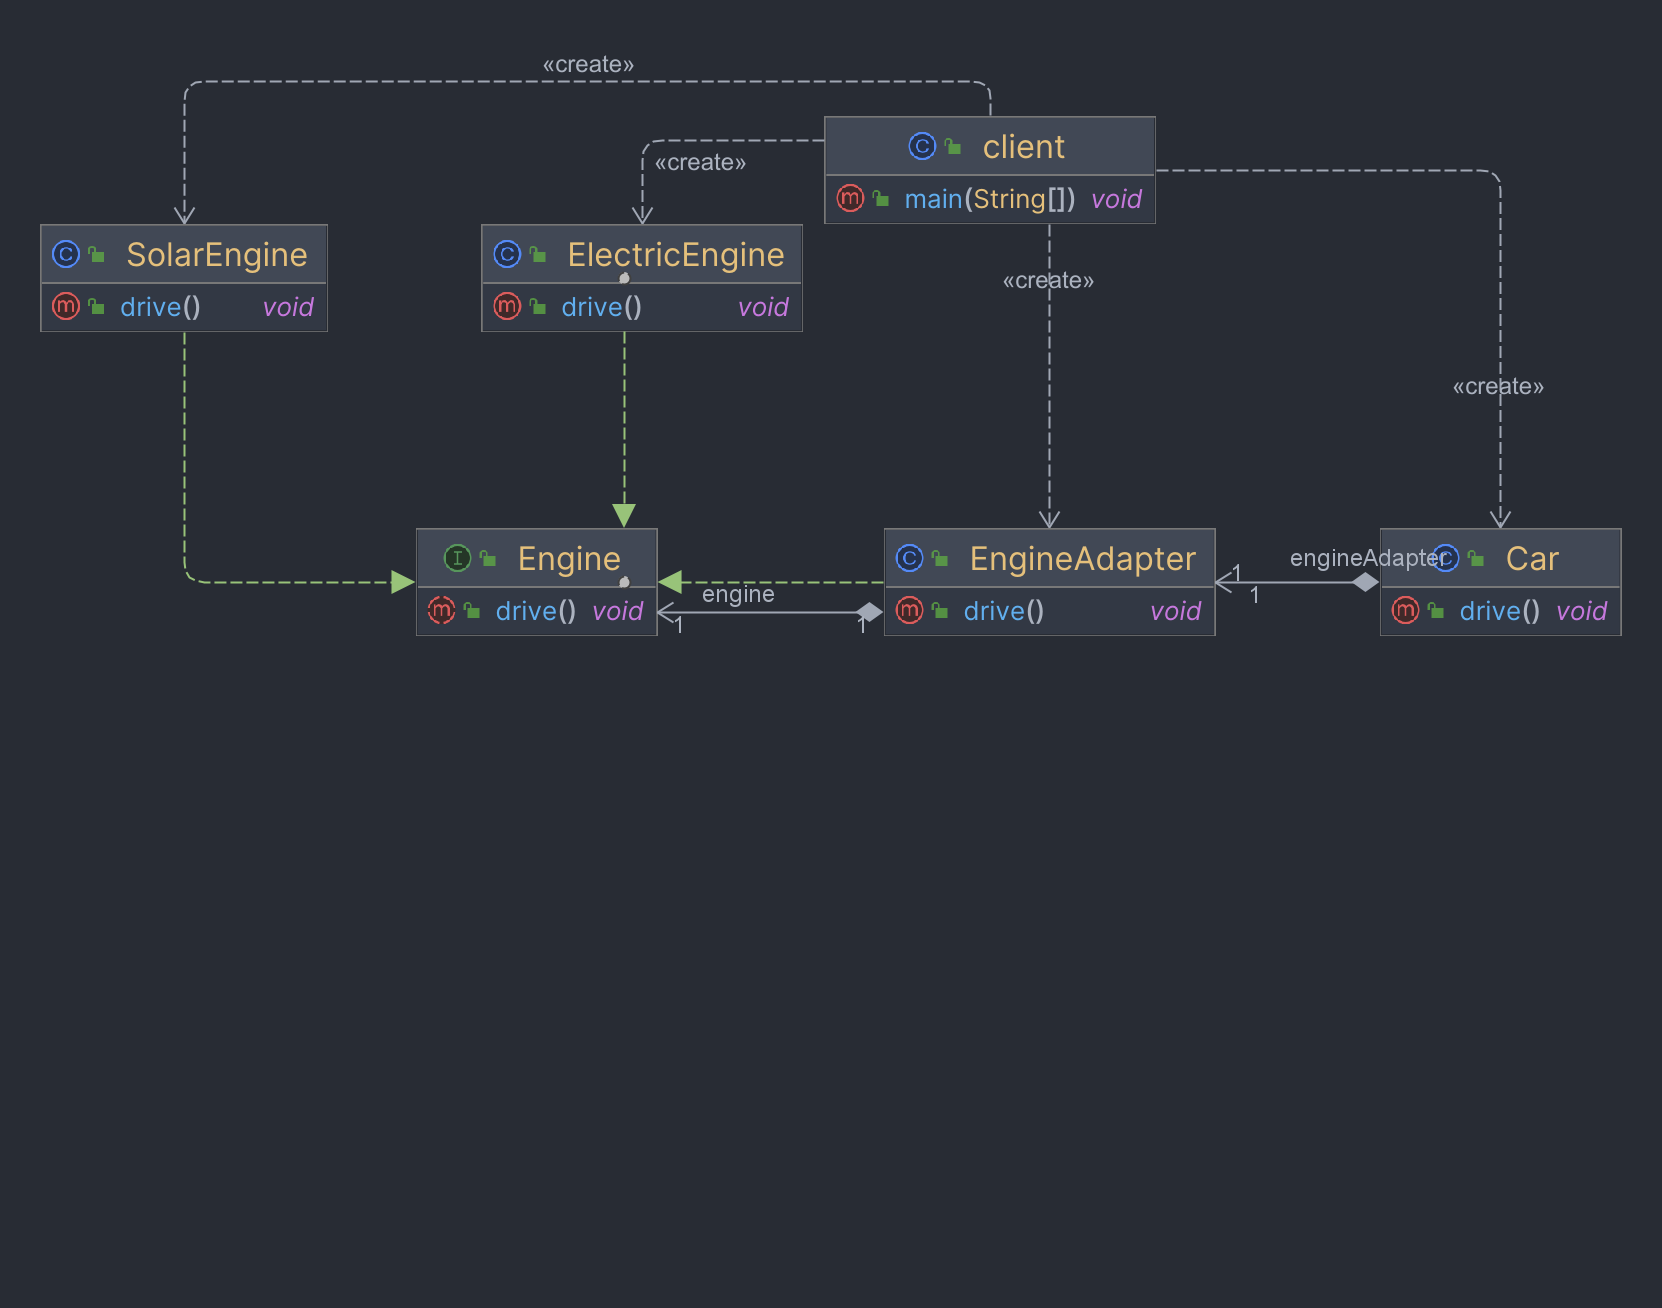 «create»
client
«create»
main(String[]) void
SolarEngine
ElectricEngine
«create»
drive() void
drive() void
«create»
Engine
EngineAdapter
engineAdapter
Car
1
1
engine
drive() void
1
1
drive() void
drive() void